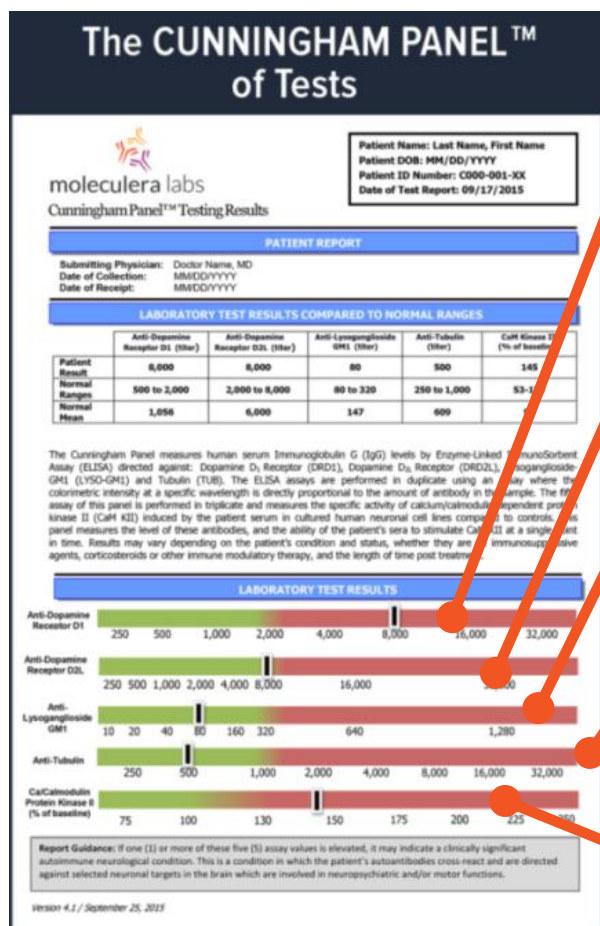 The CUNNINGHAM PANEL™
of Tests
moleculera labs
Cunningham Panel™ Testing Results
Patient Name: Last Name, First Name
Patient DOB: MM/DD/YYYY
Patient ID Number: C000-001-XX
Date of Test Report: 09/17/2015
PATIENT REPORT
Submitting Physician: Doctor Name, MD
Date of Collection: MM/DD/YYYY
Date of Receipt: MM/DD/YYYY
LABORATORY TEST RESULTS COMPARED TO NORMAL RANGES
Anti-Dopamine Anti-Dopamine Anti-Lysoganglioside Anti-Tubulin CaM Kinase
Receptor D1 (titer) Receptor D2L (titer) GM1 (titer) (titer) (% of
Patient
Result 8,000 8,000 80 500 145
Normal
Ranges 500 to 2,000 2,000 to 8,000 80 to 320 250 to 1,000
Normal
Mean 1,056 6,000 147 609
The Cunningham Panel measures human serum Immunoglobulin G (IgG) levels by Enzyme-Linked
Assay (ELISA) directed against: Dopamine D₁ Receptor (DRD1), Dopamine Receptor (DRD2L),
GM1 (LYSO-GM1) and Tubulin (TUB). The ELISA assays are performed in duplicate using an where the
colorimetric intensity at a specific wavelength is directly proportional to the amount of antibody in the sample. The
assay of this panel is performed in triplicate and measures the specific activity of calcium/calmodulin
kinase II (CaM KII) induced by the patient serum in cultured human neuronal cell lines to controls.
panel measures the level of these antibodies, and the ability of the patient's sera to stimulate at a single
in time. Results may vary depending on the patient's condition and status, whether they are
agents, corticosteroids or other immune modulatory therapy, and the length of time post
LABORATORY TEST RESULTS
Anti-Dopamine
Receptor D1
250 500 1,000 2,000 4,000 8,000 16,000 32,000
Anti-Dopamine
Receptor D2L
250 500 1,000 2,000 4,000 8,000 16,000
Anti-
Lysoganglioside
GM1
10 20 40 80 160 320 640 1,280
Anti-Tubulin
250 500 1,000 2,000 4,000 8,000 16,000 32,000
Ca/Calmodulin
Protein Kinase II
(% of baseline)
75 100 130 150 175 200 225
Report Guidance: If one (1) or more of these five (5) assay values is elevated, it may indicate a clinically significant
autoimmune neurological condition. This is a condition in which the patient's autoantibodies cross-react and are directed
against selected neuronal targets in the brain which are involved in neuropsychiatric and/or motor functions.
Version 4.1 / September 25, 2015